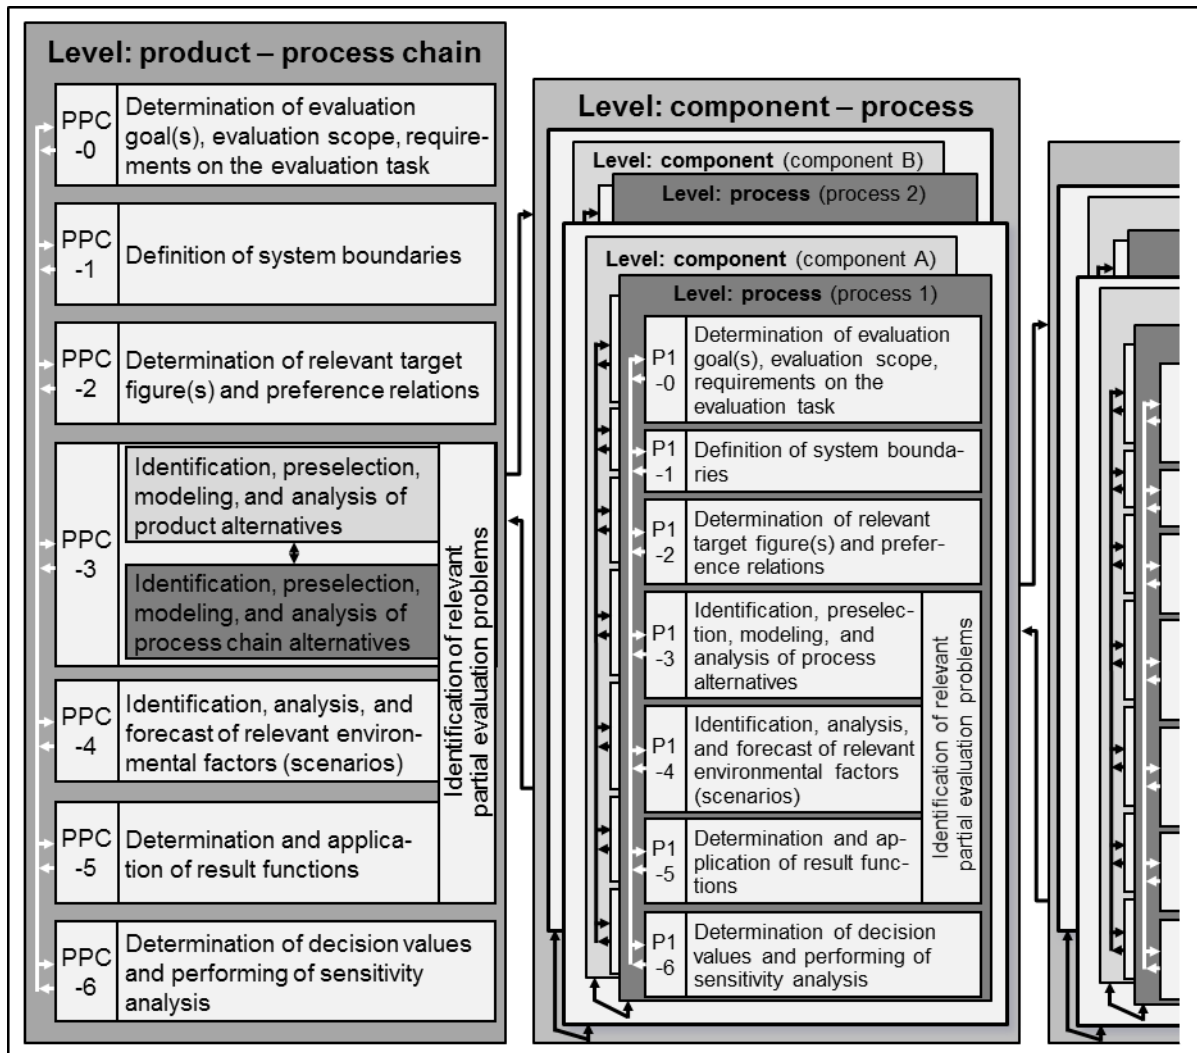 Level: product – process chain
PPC
-0
Determination of evaluation
goal(s), evaluation scope, require-
ments on the evaluation task
PPC
-1
Definition of system boundaries
PPC
-2
Determination of relevant target
figure(s) and preference relations
PPC
-3
Identification, preselection,
modeling, and analysis of
product alternatives
Identification, preselection,
modeling, and analysis of
process chain alternatives
PPC
-4
Identification, analysis, and
forecast of relevant environ-
mental factors (scenarios)
PPC
-5
Determination and applica-
tion of result functions
Identification of relevant
partial evaluation problems
PPC
-6
Determination of decision values
and performing of sensitivity
analysis
Level: component – process
Level: component (component B)
Level: process (process 2)
Level: component (component A)
Level: process (process 1)
P1
-0
Determination of evaluation
goal(s), evaluation scope,
requirements on the
evaluation task
P1
-1
Definition of system bounda-
ries
P1
-2
Determination of relevant
target figure(s) and prefer-
ence relations
P1
-3
Identification, preselec-
tion, modeling, and
analysis of process
alternatives
P1
-4
Identification, analysis,
and forecast of relevant
environmental factors
(scenarios)
P1
-5
Determination and ap-
plication of result func-
tions
Identification of relevant
partial evaluation problems
P1
-6
Determination of decision
values and performing of
sensitivity analysis